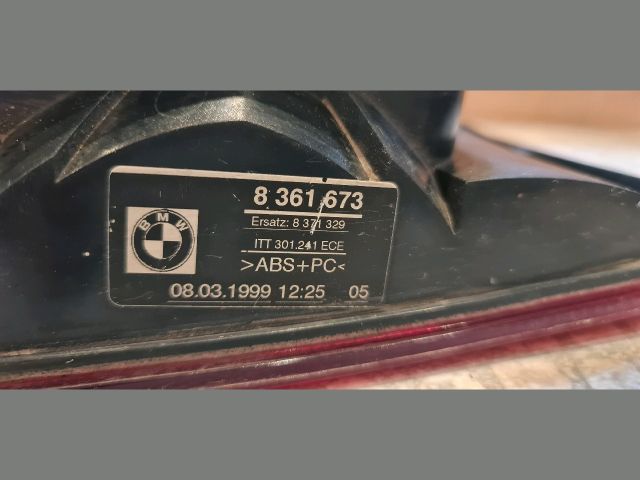 BMW
8 361 673
Ersatz: 8 371 329
ITT 301.241 ECE
>ABS+PC<
08.03.1999 12:25 05